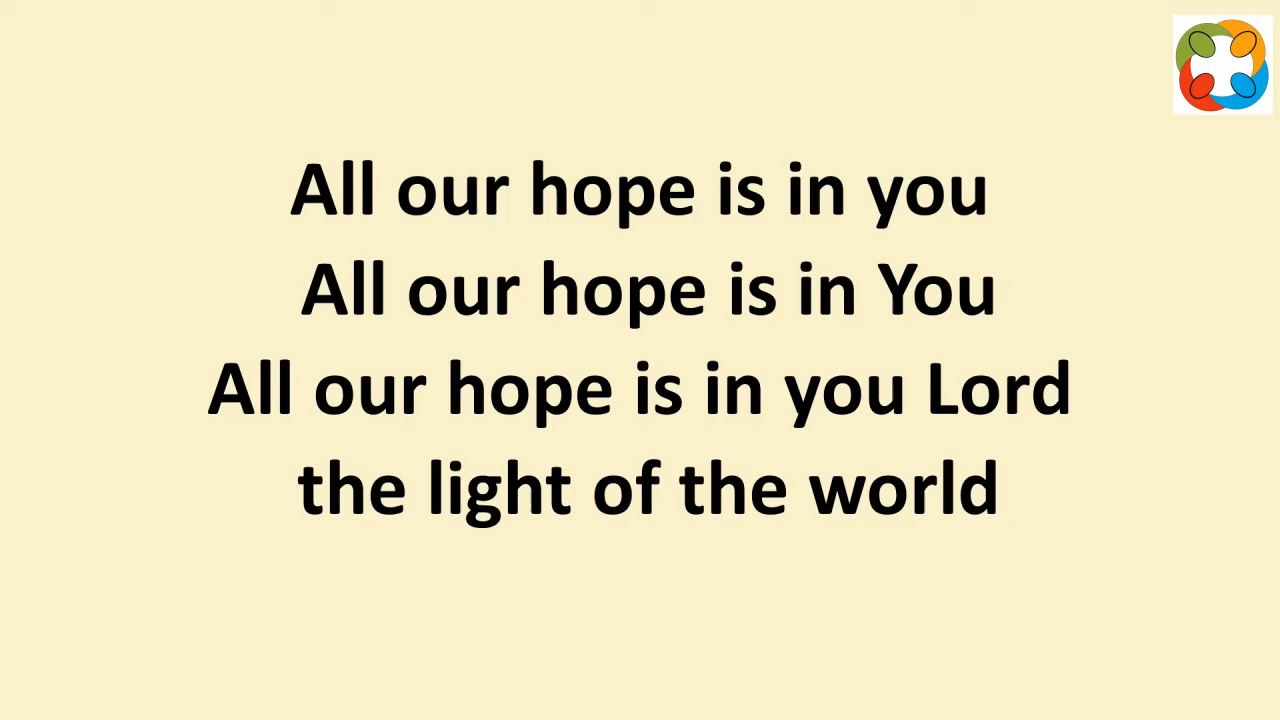 All our hope is in you
All our hope is in You
All our hope is in you Lord
the light of the world